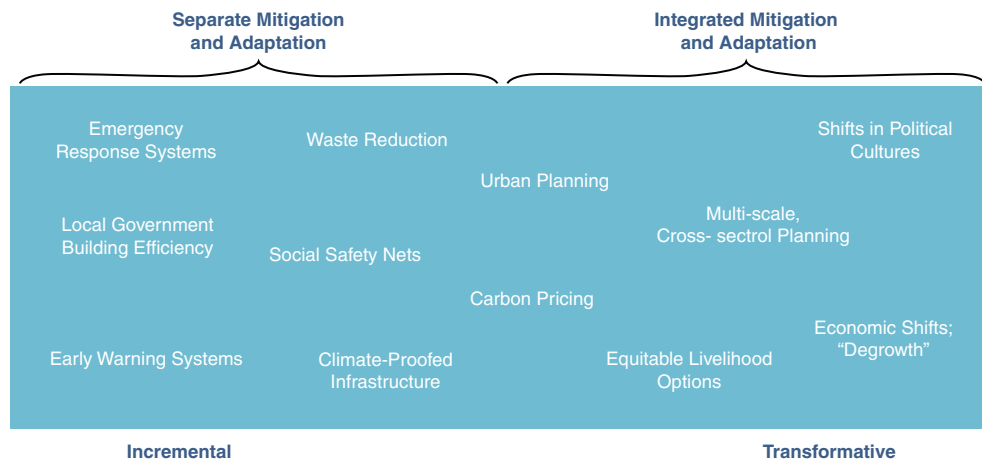 Separate Mitigation
and Adaptation
Integrated Mitigation
and Adaptation
Emergency
Response Systems
Waste Reduction
Shifts in Political
Cultures
Urban Planning
Local Government
Building Efficiency
Multi-scale,
Cross- sectrol Planning
Social Safety Nets
Carbon Pricing
Economic Shifts;
“Degrowth”
Early Warning Systems
Climate-Proofed
Infrastructure
Equitable Livelihood
Options
Incremental
Transformative